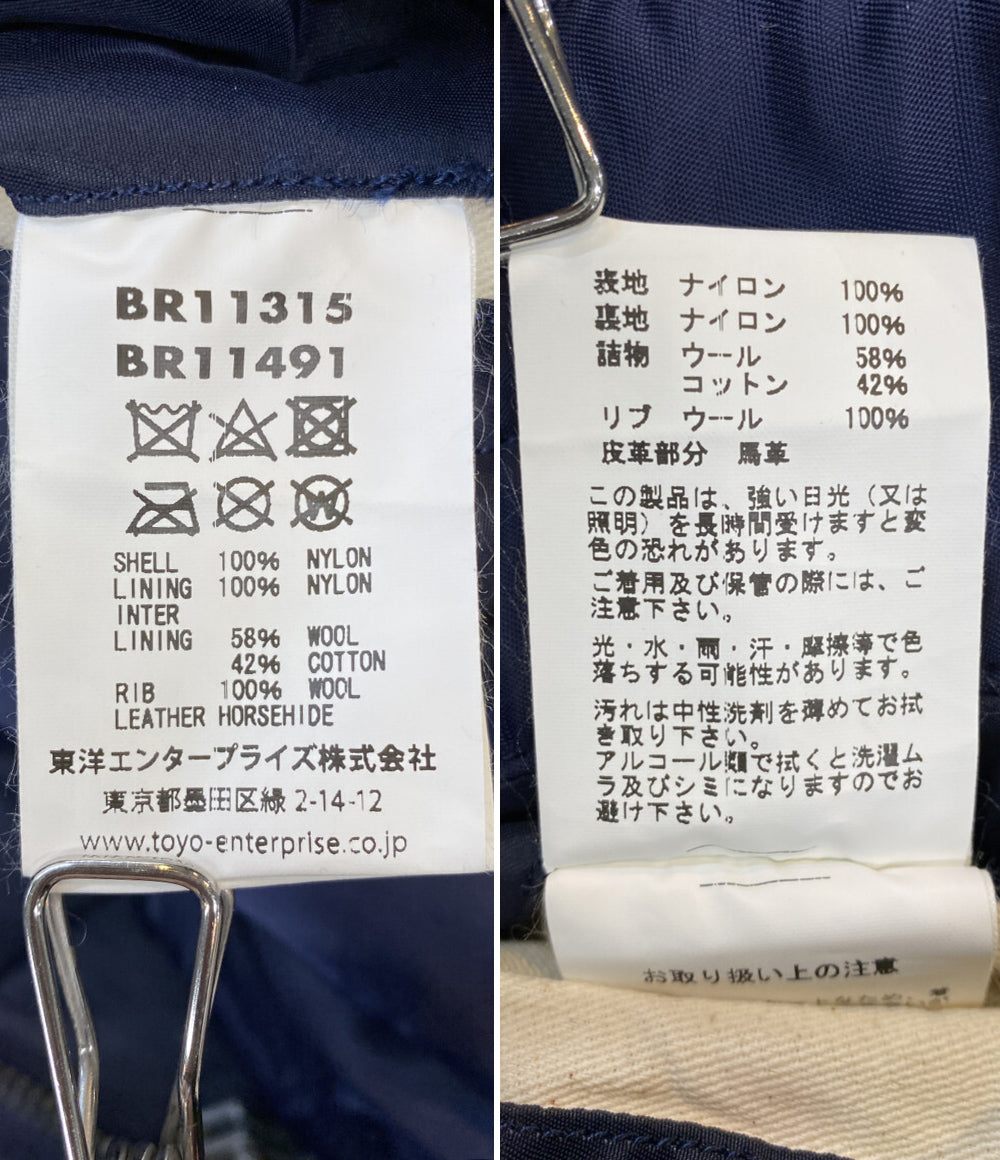 BR11315
BR11491
SHELL 100% NYLON
LINING 100% NYLON
INTER
LINING 58% WOOL
42% COTTON
RIB 100% WOOL
LEATHER HORSEHIDE
東洋エンタープライズ株式会社
東京都墨田区緑 2-14-12
www.toyo-enterprise.co.jp
表地 ナイロン 100%
裏地 ナイロン 100%
詰物 ウール 58%
コットン 42%
リブ ウール 100%
皮革部分 馬革
この製品は、強い日光（又は
照明）を長時間受けますと変
色の恐れがあります。
ご着用及び保管の際には、ご
注意下さい。
光・水・雨・汗・摩擦等で色
落ちする可能性があります。
汚れは中性洗剤を薄めてお拭
き取り下さい。
アルコール類で拭くと洗濯ム
ラ及びシミになりますのでお
避け下さい。
お取り扱い上の注意